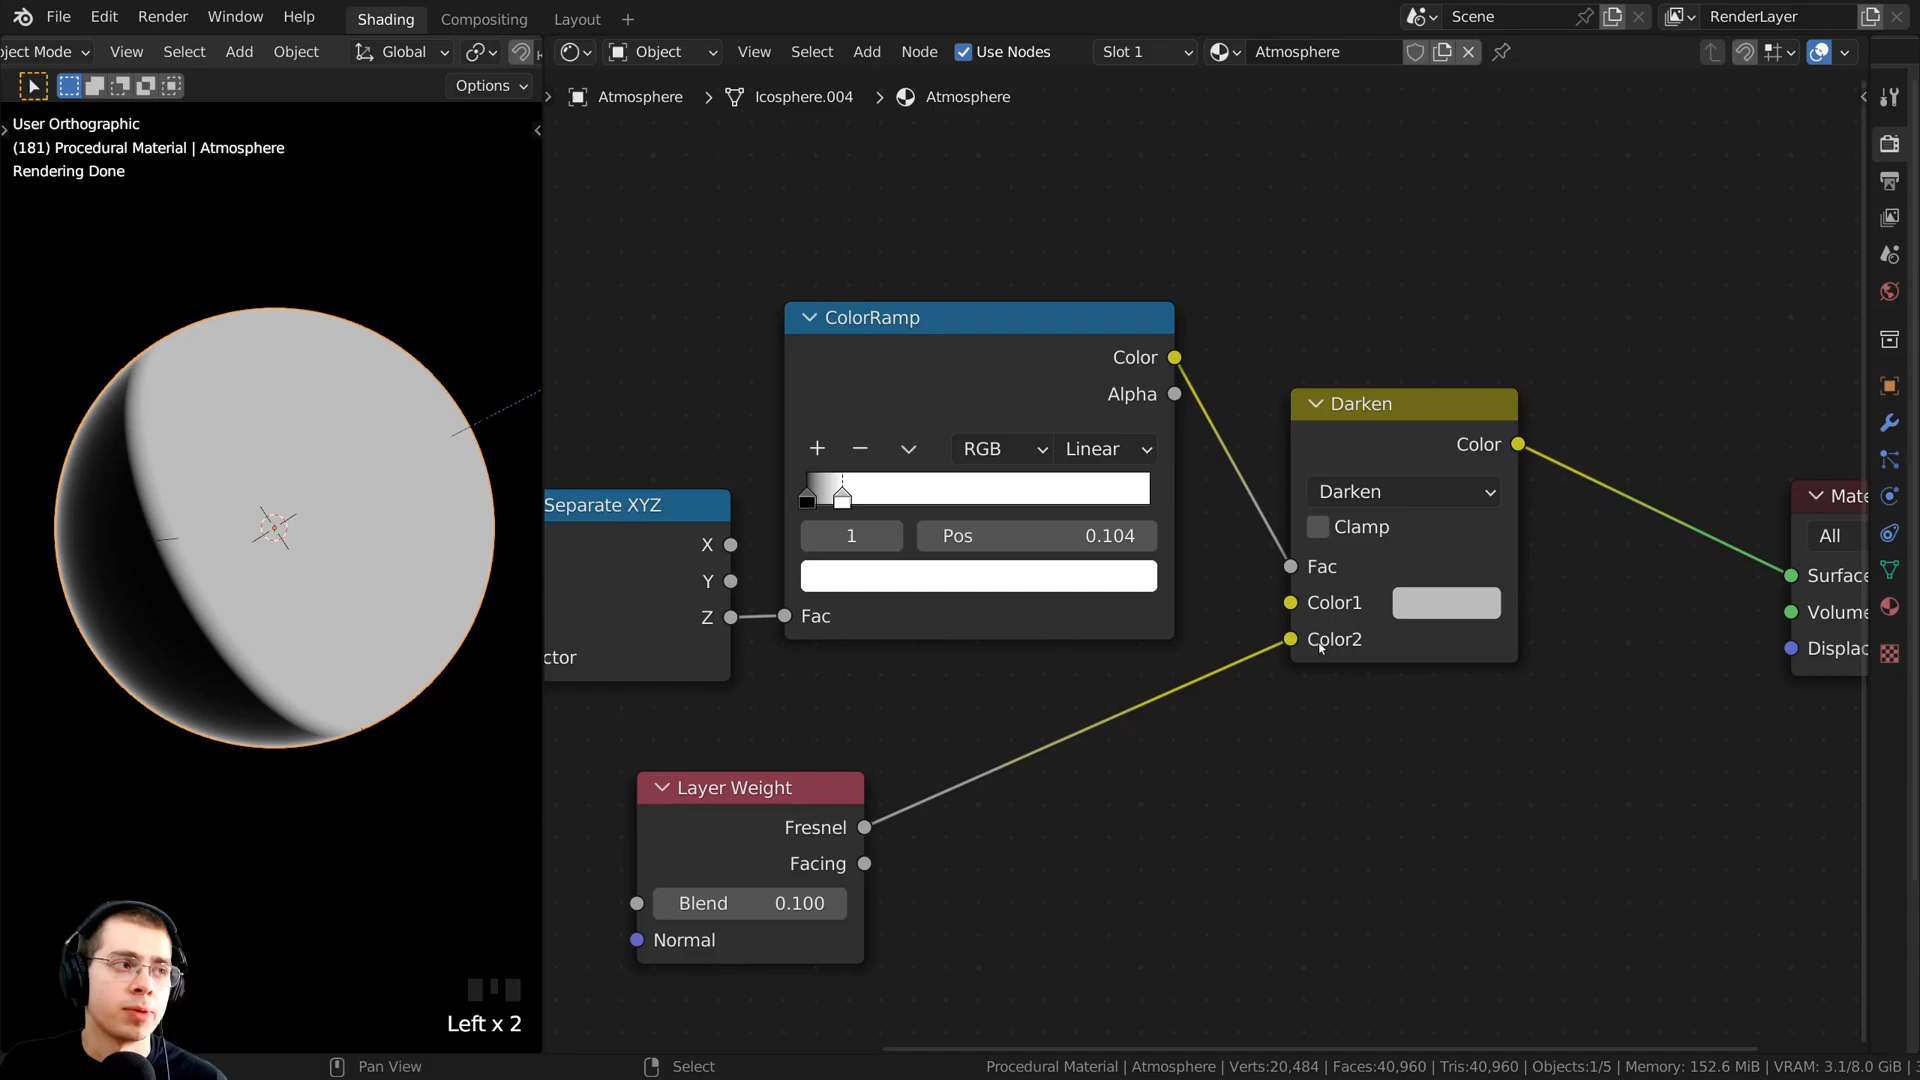 File Edit Render Window Help Shading Compositing Layout Scene RenderLayer
ject Mode View Select Add Object Global Object View Select Add Node Use Nodes Slot 1 Atmosphere
Options
Atmosphere Icosphere.004 Atmosphere
User Orthographic
(181) Procedural Material | Atmosphere
Rendering Done
ColorRamp
Color
Alpha
RGB Linear
1 Pos 0.104
Fac
Separate XYZ
X
Y
Z
ctor
Darken
Color
Darken
Clamp
Fac
Color1
Color2
Mate
All
Surface
Volume
Displac
Layer Weight
Fresnel
Facing
Blend 0.100
Normal
Left x 2
Pan View Select Procedural Material | Atmosphere | Verts:20,484 | Faces:40,960 | Tris:40,960 | Objects:1/5 | Memory: 152.6 MiB | VRAM: 3.1/8.0 GiB |